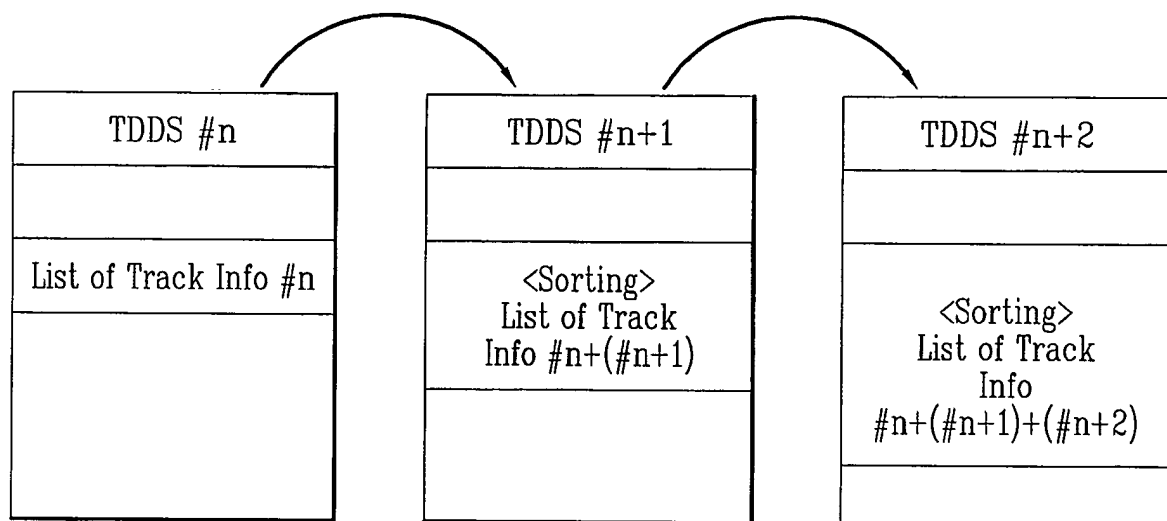 TDDS #n
List of Track Info #n
TDDS #n+1
<Sorting>
List of Track
Info #n+(#n+1)
TDDS #n+2
<Sorting>
List of Track
Info
#n+(#n+1)+(#n+2)